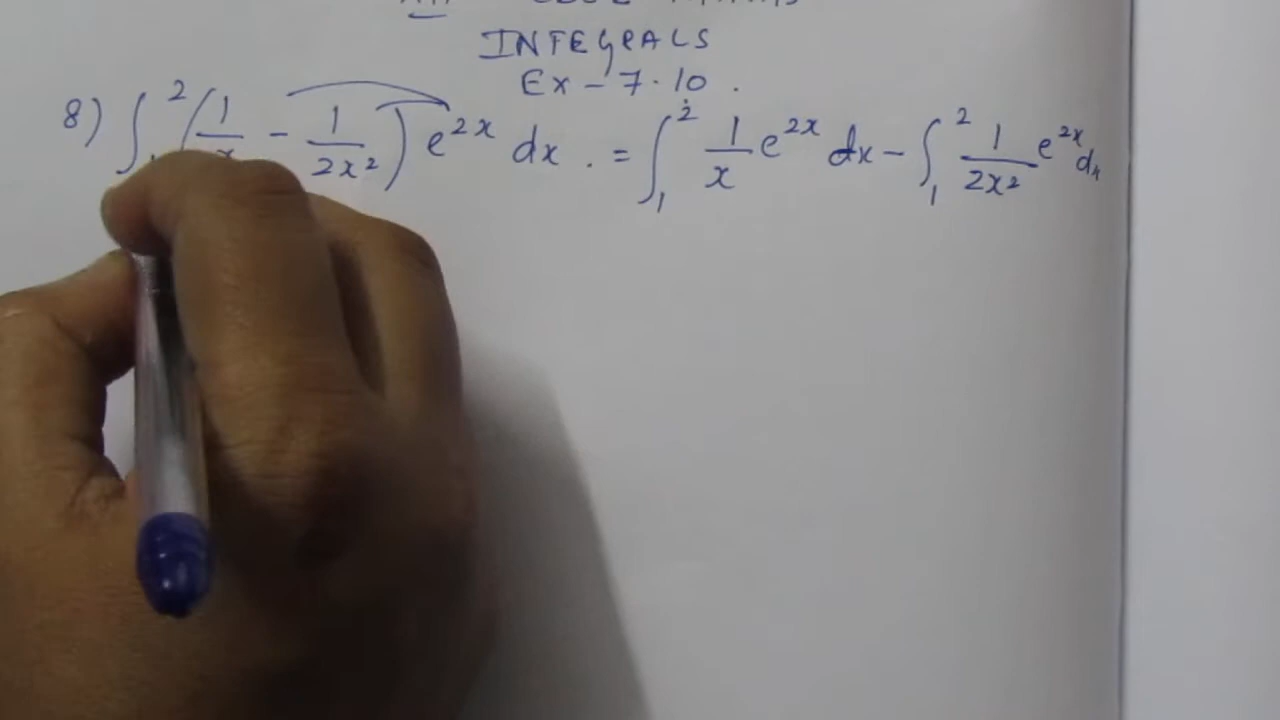 INTEGRALS
Ex - 7.10.
8) ∫₁² (1/x - 1/2x²) e^{2x} dx. = ∫₁² 1/x e^{2x} dx - ∫₁² 1/2x² e^{2x} dx